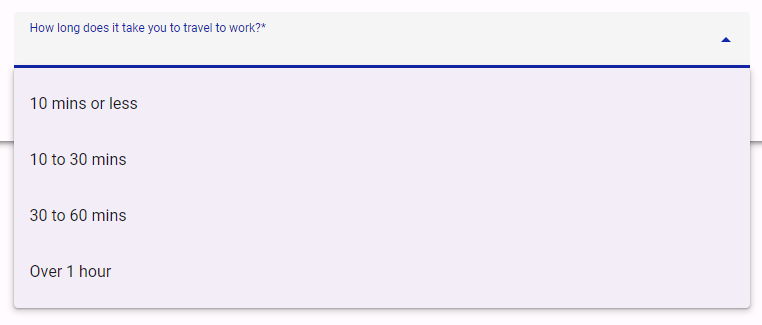 How long does it take you to travel to work?*
10 mins or less
10 to 30 mins
30 to 60 mins
Over 1 hour